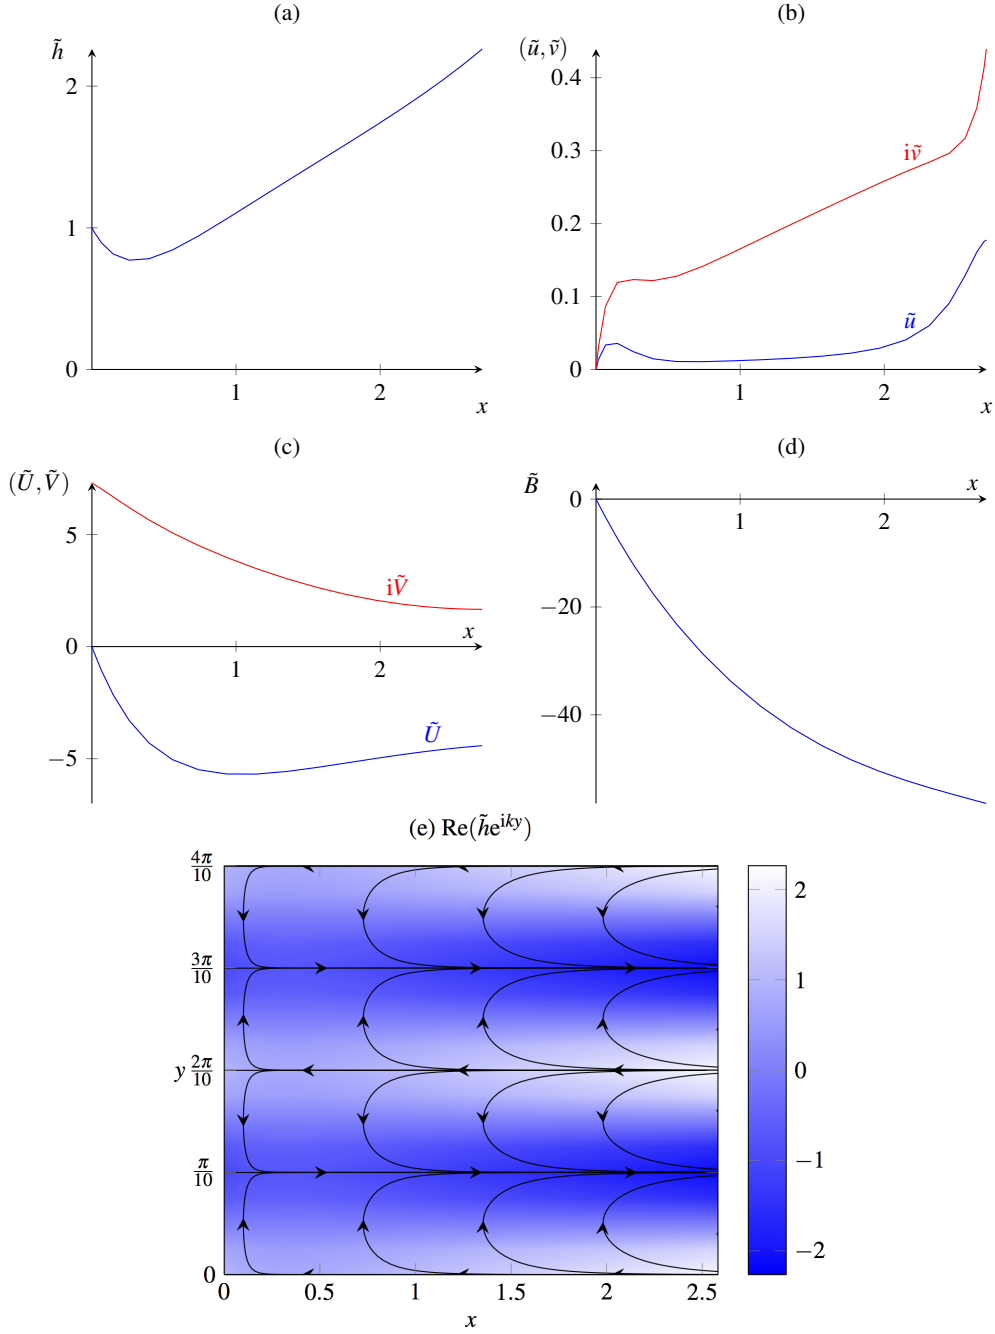 (a)
h̃
2
1
0
1
2
x
(b)
(ũ,ṽ)
0.4
0.3
0.2
0.1
0
iṽ
ũ
1
2
x
(c)
(Ũ,Ṽ)
5
0
−5
iṼ
Ũ
x
1
2
(d)
B̃
0
−20
−40
x
1
2
(e) Re(h̃e^{iky})
4π/10
3π/10
y 2π/10
π/10
0
0
0.5
1
1.5
2
2.5
x
2
1
0
−1
−2